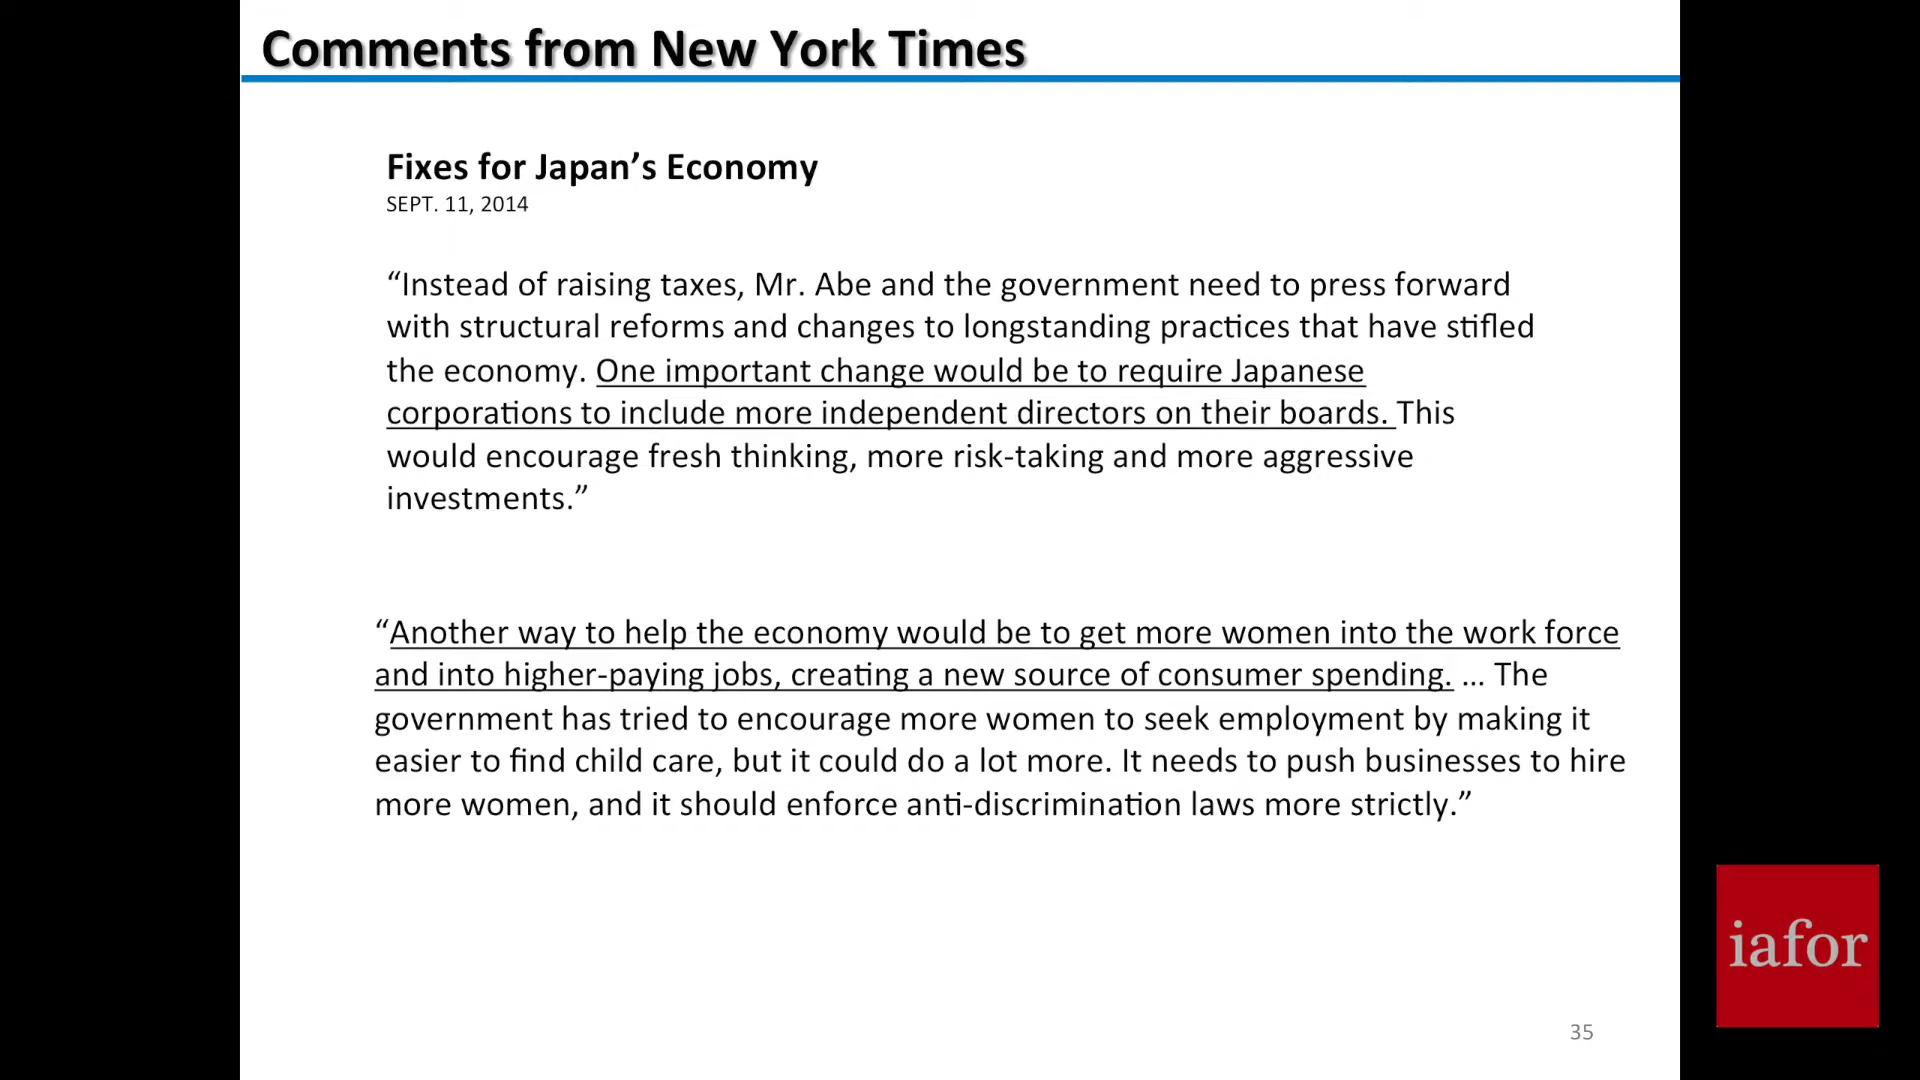 Comments from New York Times
Fixes for Japan’s Economy
SEPT. 11, 2014
“Instead of raising taxes, Mr. Abe and the government need to press forward
with structural reforms and changes to longstanding practices that have stifled
the economy. One important change would be to require Japanese
corporations to include more independent directors on their boards. This
would encourage fresh thinking, more risk-taking and more aggressive
investments.”
“Another way to help the economy would be to get more women into the work force
and into higher-paying jobs, creating a new source of consumer spending. ... The
government has tried to encourage more women to seek employment by making it
easier to find child care, but it could do a lot more. It needs to push businesses to hire
more women, and it should enforce anti-discrimination laws more strictly.”
iafor
35